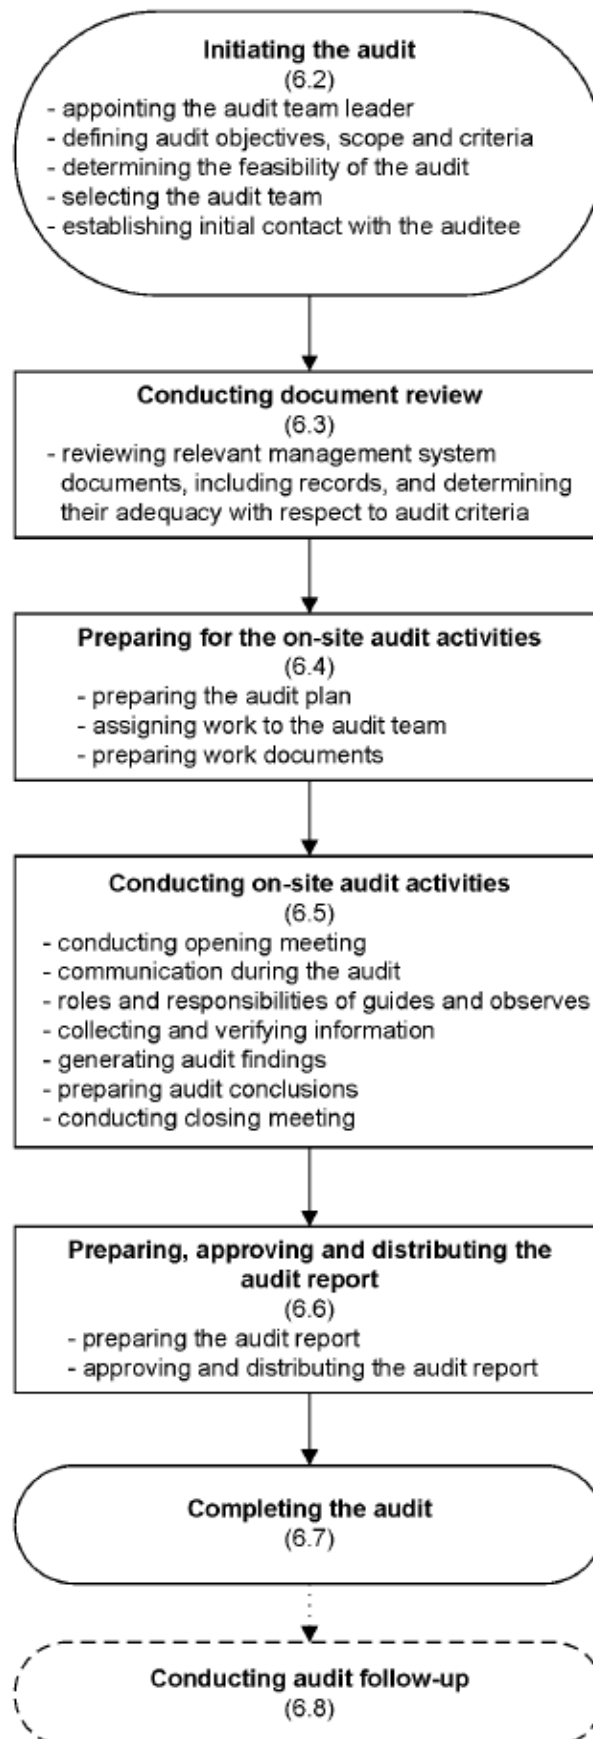 Initiating the audit
(6.2)
- appointing the audit team leader
- defining audit objectives, scope and criteria
- determining the feasibility of the audit
- selecting the audit team
- establishing initial contact with the auditee
Conducting document review
(6.3)
- reviewing relevant management system
documents, including records, and determining
their adequacy with respect to audit criteria
Preparing for the on-site audit activities
(6.4)
- preparing the audit plan
- assigning work to the audit team
- preparing work documents
Conducting on-site audit activities
(6.5)
- conducting opening meeting
- communication during the audit
- roles and responsibilities of guides and observes
- collecting and verifying information
- generating audit findings
- preparing audit conclusions
- conducting closing meeting
Preparing, approving and distributing the
audit report
(6.6)
- preparing the audit report
- approving and distributing the audit report
Completing the audit
(6.7)
Conducting audit follow-up
(6.8)